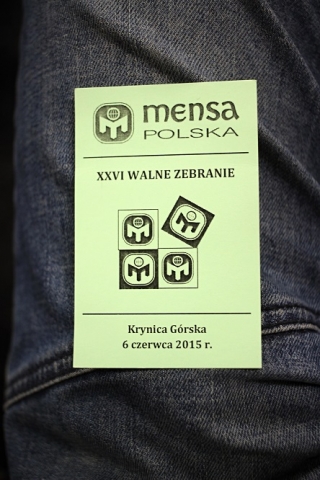 mensa
POLSKA
XXVI WALNE ZEBRANIE
Krynica Górska
6 czerwca 2015 r.